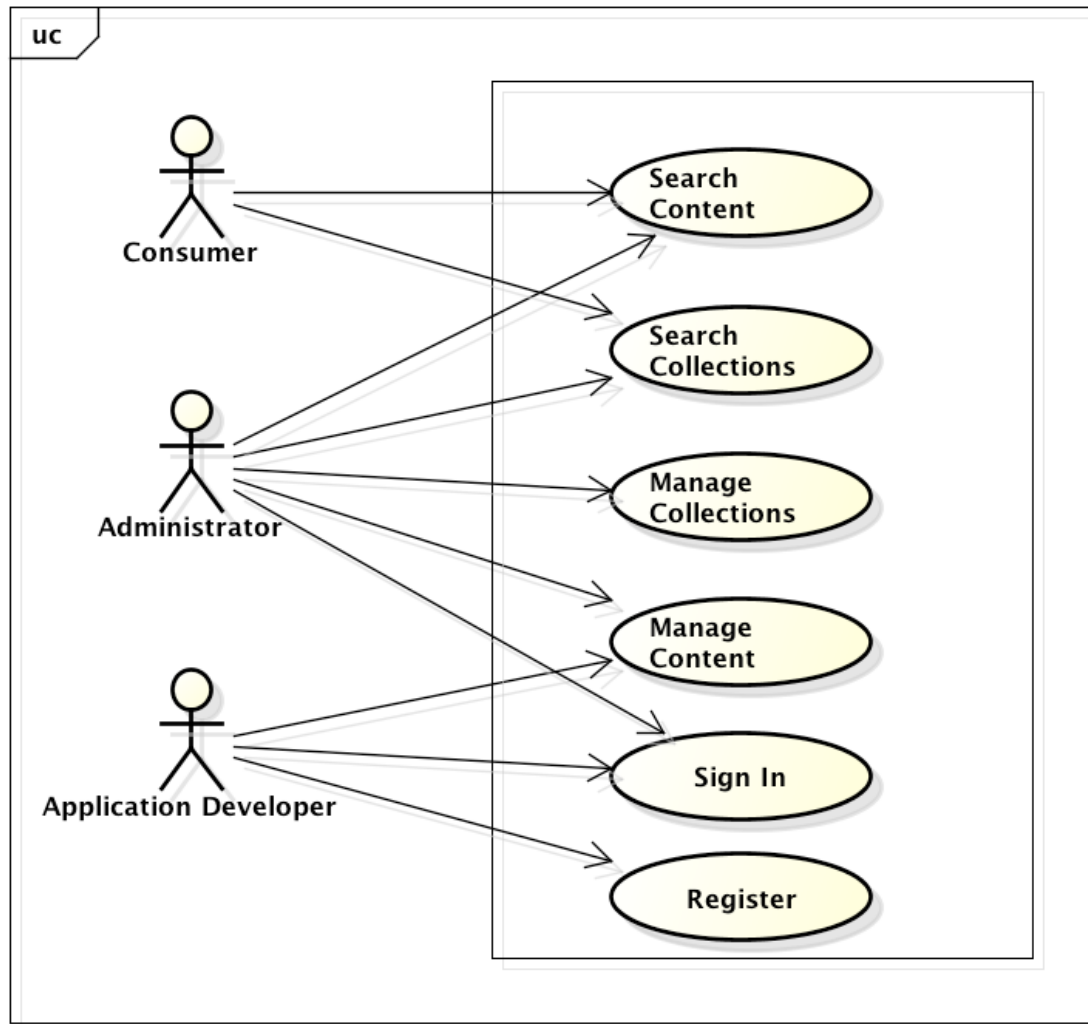 uc
Search
Content
Consumer
Search
Collections
Manage
Collections
Administrator
Manage
Content
Sign In
Application Developer
Register